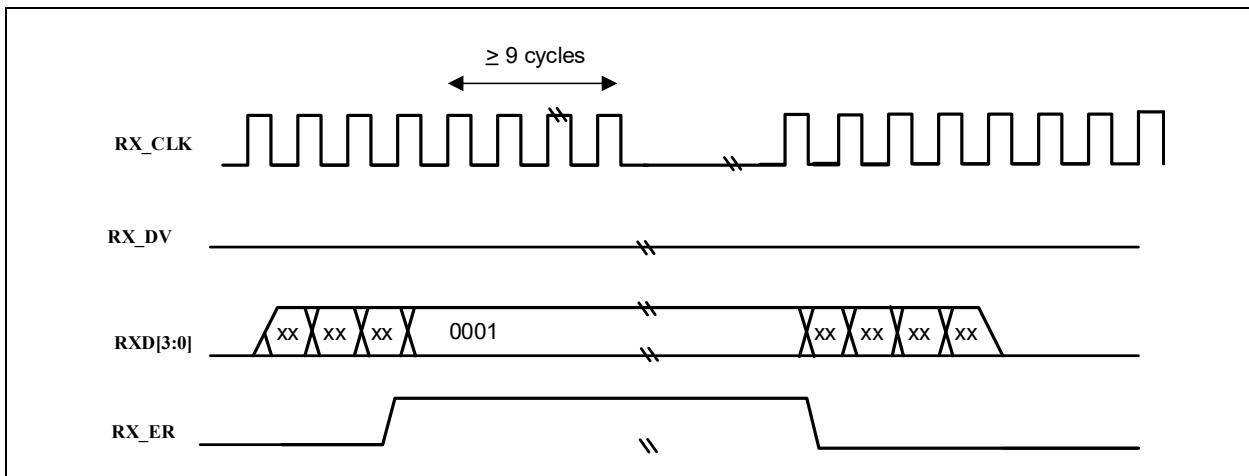 ≥ 9 cycles
RX_CLK
RX_DV
RXD[3:0] xx xx xx 0001 xx xx xx xx
RX_ER